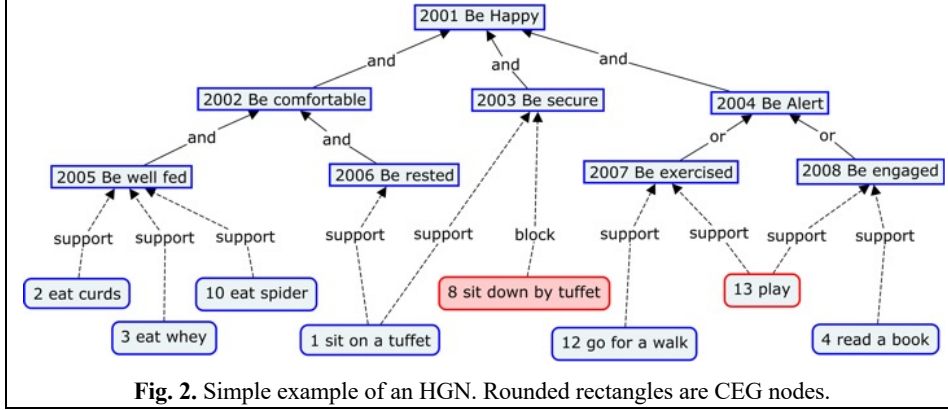 2001 Be Happy
and
and
and
2002 Be comfortable
2003 Be secure
2004 Be Alert
and
and
or
or
2005 Be well fed
2006 Be rested
2007 Be exercised
2008 Be engaged
support
support
support
support
support
block
support
support
support
support
2 eat curds
10 eat spider
8 sit down by tuffet
13 play
3 eat whey
1 sit on a tuffet
12 go for a walk
4 read a book
Fig. 2. Simple example of an HGN. Rounded rectangles are CEG nodes.